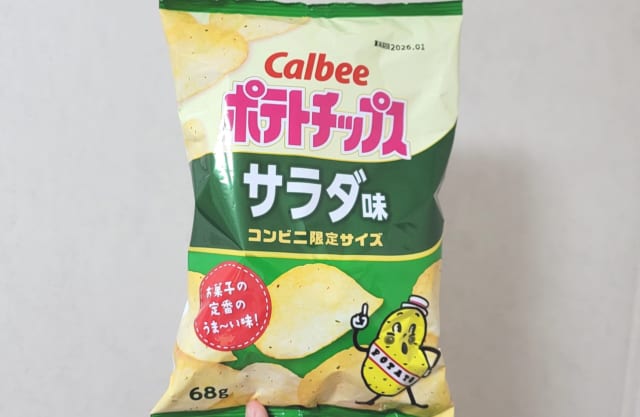 2026.01
Calbee
ポテトチップス
サラダ味
コンビニ限定サイズ
お菓子の
定番の
うま〜い味!
POTATO
68g